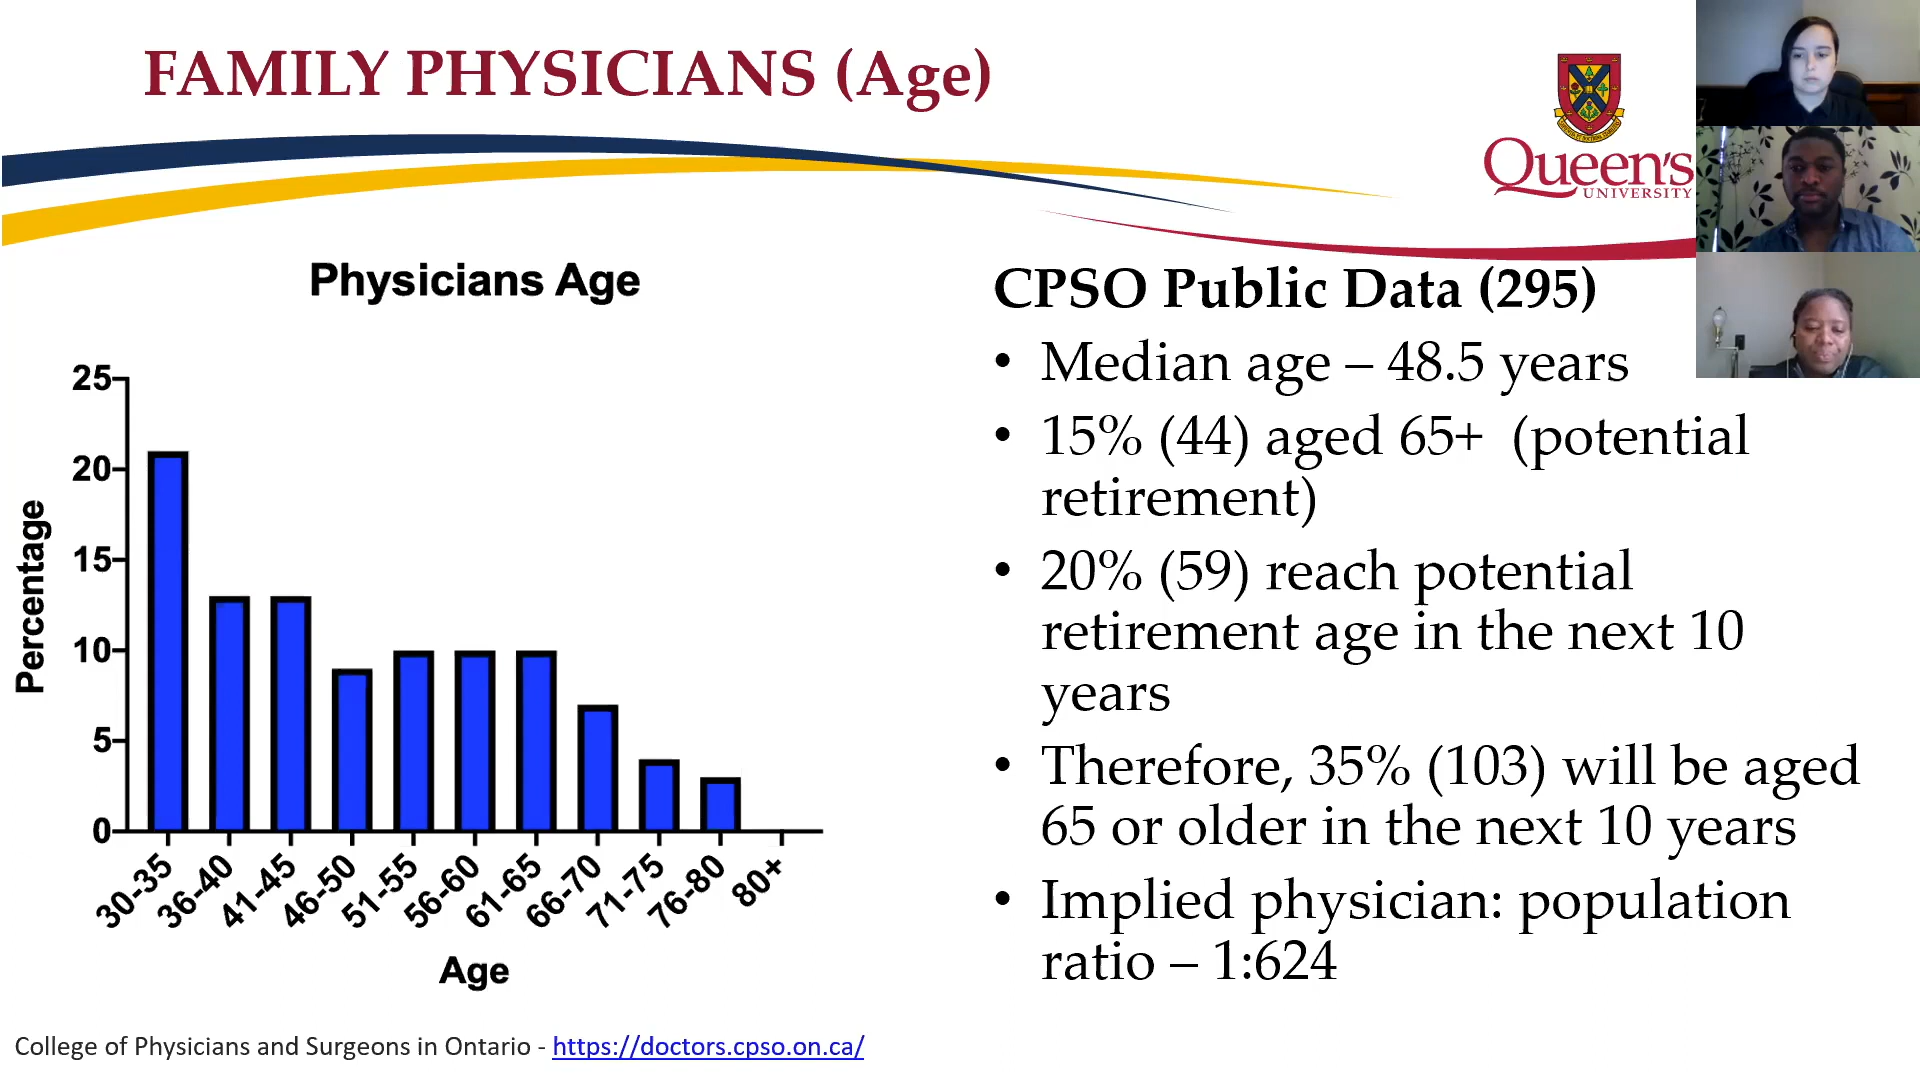 FAMILY PHYSICIANS (Age)
Queen's
UNIVERSITY
Physicians Age
25
20
15
10
5
0
Percentage
30-35
36-40
41-45
46-50
51-55
56-60
61-65
66-70
71-75
76-80
80+
Age
CPSO Public Data (295)
• Median age – 48.5 years
• 15% (44) aged 65+ (potential
retirement)
• 20% (59) reach potential
retirement age in the next 10
years
• Therefore, 35% (103) will be aged
65 or older in the next 10 years
• Implied physician: population
ratio – 1:624
College of Physicians and Surgeons in Ontario - https://doctors.cpso.on.ca/